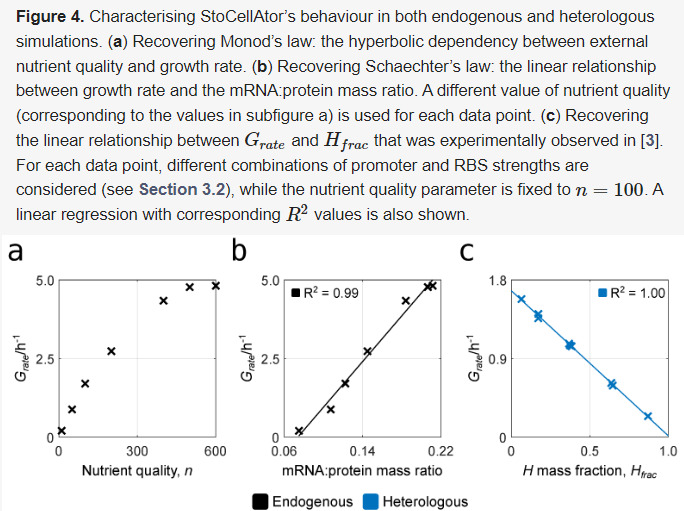 Figure 4. Characterising StoCellAtor's behaviour in both endogenous and heterologous
simulations. (a) Recovering Monod's law: the hyperbolic dependency between external
nutrient quality and growth rate. (b) Recovering Schaechter's law: the linear relationship
between growth rate and the mRNA:protein mass ratio. A different value of nutrient quality
(corresponding to the values in subfigure a) is used for each data point. (c) Recovering
the linear relationship between G_rate and H_frac that was experimentally observed in [3].
For each data point, different combinations of promoter and RBS strengths are
considered (see Section 3.2), while the nutrient quality parameter is fixed to n = 100. A
linear regression with corresponding R² values is also shown.
a
5.0
2.5
0
G_rate/h⁻¹
0 300 600
Nutrient quality, n
b
5.0
2.5
0
G_rate/h⁻¹
R² = 0.99
0.06 0.14 0.22
mRNA:protein mass ratio
c
1.8
0.9
0
G_rate/h⁻¹
R² = 1.00
0 0.5 1.0
H mass fraction, H_frac
Endogenous Heterologous